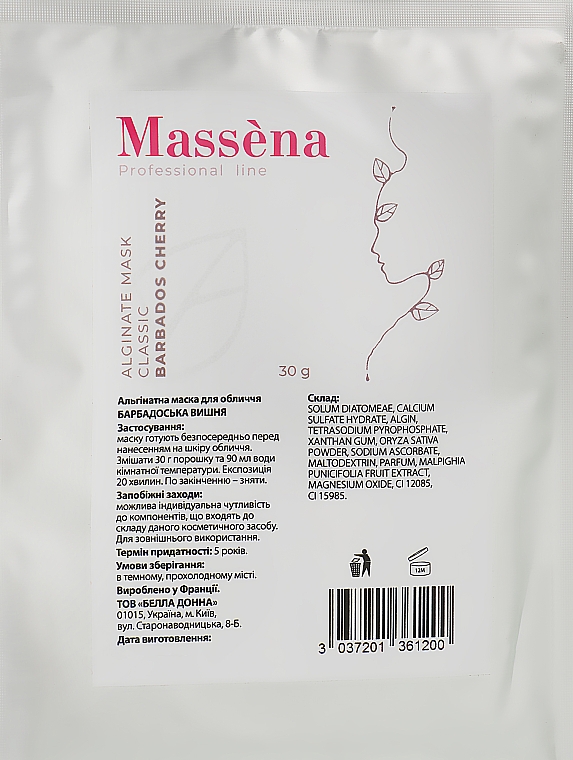 Massèna
Professional line
ALGINATE MASK
CLASSIC
BARBADOS CHERRY
30 g
Альгінатна маска для обличчя
БАРБАДОСЬКА ВИШНЯ
Застосування:
маску готують безпосередньо перед
нанесенням на шкіру обличчя.
Змішати 30 г порошку та 90 мл води
кімнатної температури. Експозиція
20 хвилин. По закінченню – зняти.
Запобіжні заходи:
можлива індивідуальна чутливість
до компонентів, що входять до
складу даного косметичного засобу.
Для зовнішнього використання.
Термін придатності: 5 років.
Умови зберігання:
в темному, прохолодному місті.
Вироблено у Франції.
ТОВ «БЕЛЛА ДОННА»
01015, Україна, м. Київ,
вул. Старонаводницька, 8-Б.
Дата виготовлення:
Склад:
SOLUM DIATOMEAE, CALCIUM
SULFATE HYDRATE, ALGIN,
TETRASODIUM PYROPHOSPHATE,
XANTHAN GUM, ORYZA SATIVA
POWDER, SODIUM ASCORBATE,
MALTODEXTRIN, PARFUM, MALPIGHIA
PUNICIFOLIA FRUIT EXTRACT,
MAGNESIUM OXIDE, CI 12085,
CI 15985.
12M
3 037201 361200